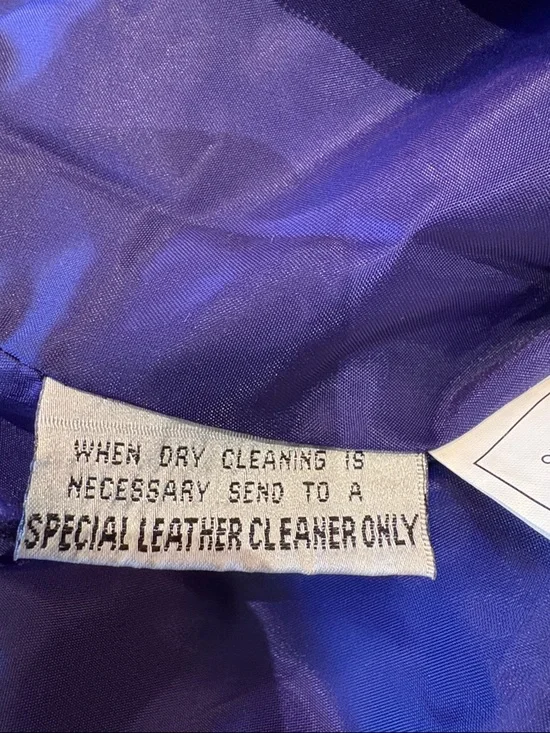 WHEN DRY CLEANING IS
NECESSARY SEND TO A
SPECIAL LEATHER CLEANER ONLY